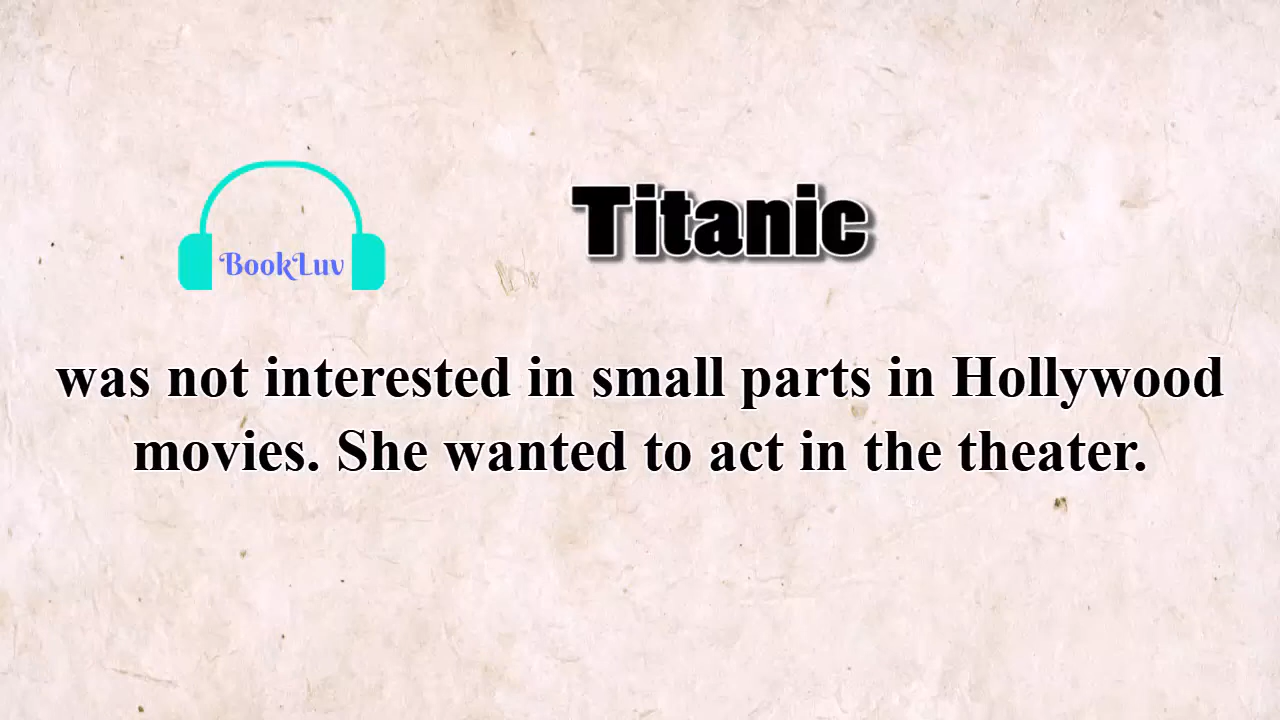 BookLuv
Titanic
was not interested in small parts in Hollywood
movies. She wanted to act in the theater.